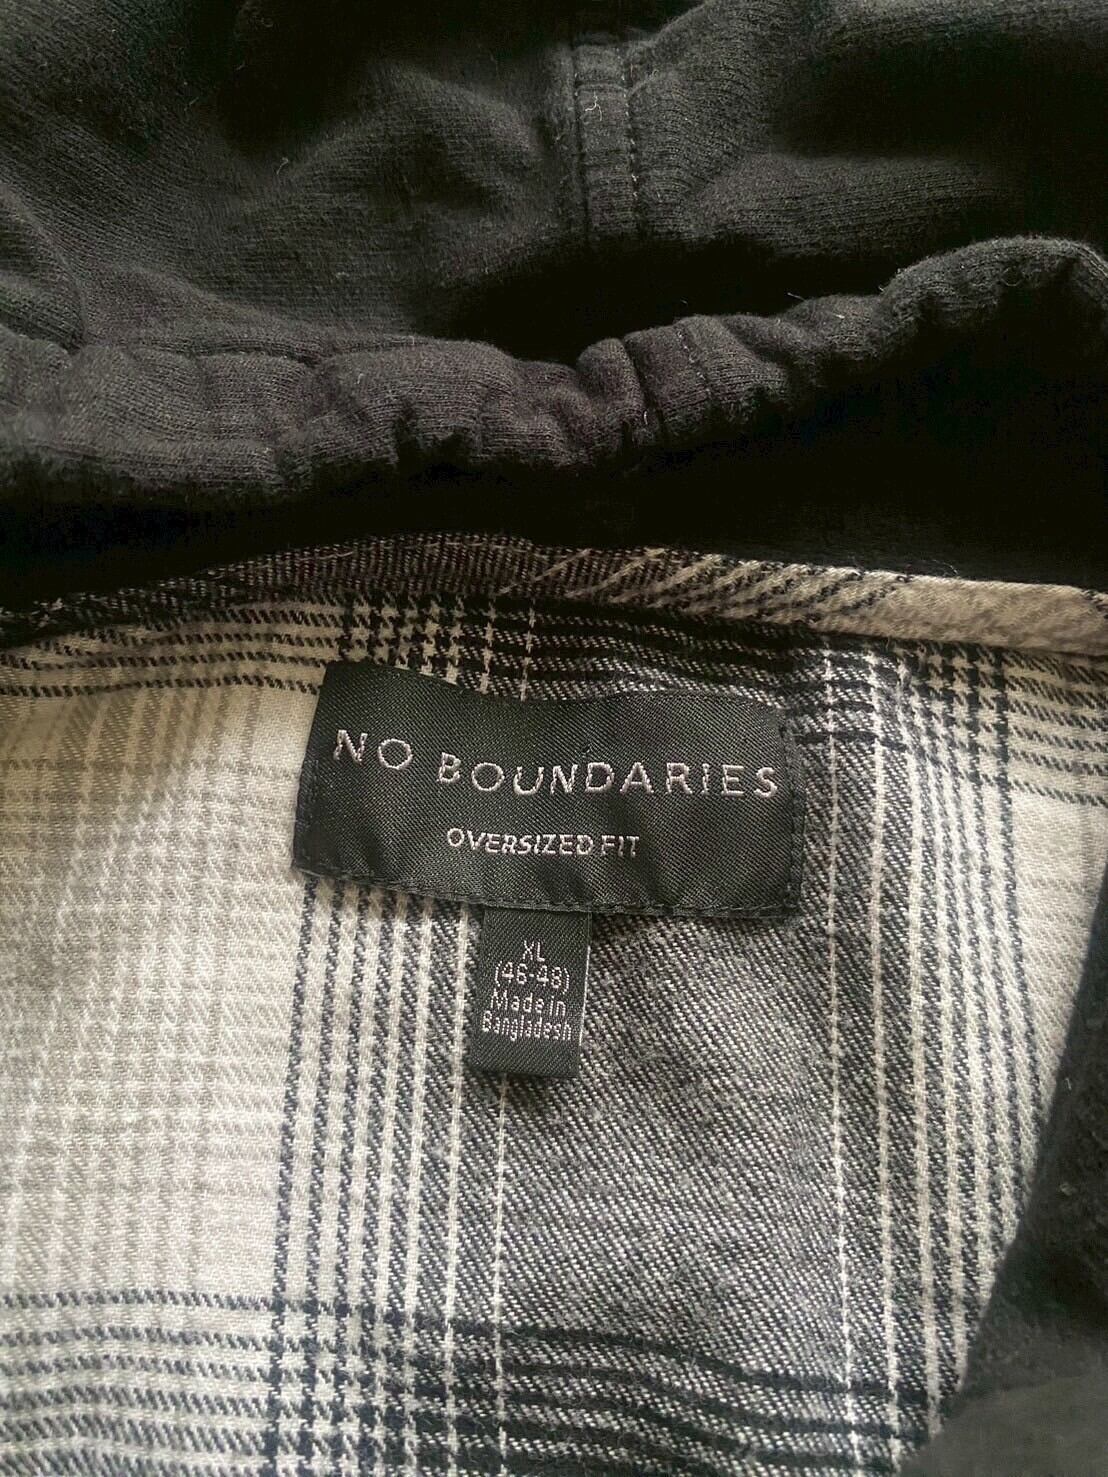 NO BOUNDARIES
OVERSIZED FIT
XL
(46-48)
Made in
Bangladesh